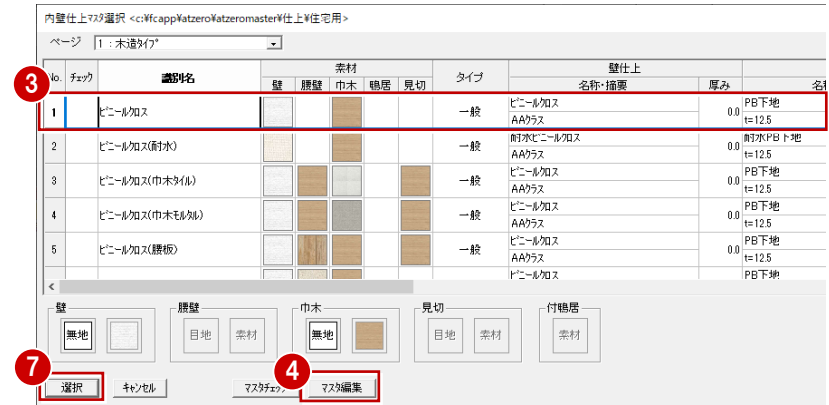 内壁仕上マスタ選択 <c:¥fcapp¥atzero¥atzeromaster¥仕上¥住宅用>
ページ 1：木造タイプ
No. チェック 識別名 素材 タイプ 壁仕上
壁 腰壁 巾木 鴨居 見切 名称・摘要 厚み 名
3
1 ビニールクロス 一般 ビニールクロス 0.0 PB下地
AAクラス t=12.5
2 ビニールクロス(耐水) 一般 耐水ビニールクロス 0.0 耐水PB下地
AAクラス t=12.5
3 ビニールクロス(巾木タイル) 一般 ビニールクロス 0.0 PB下地
AAクラス t=12.5
4 ビニールクロス(巾木モルタル) 一般 ビニールクロス 0.0 PB下地
AAクラス t=12.5
5 ビニールクロス(腰板) 一般 ビニールクロス 0.0 PB下地
AAクラス t=12.5
ビニールクロス PB下地
壁 腰壁 巾木 見切 付鴨居
無地 目地 素材 無地 目地 素材 素材
7 4
選択 キャンセル マスタチェック マスタ編集